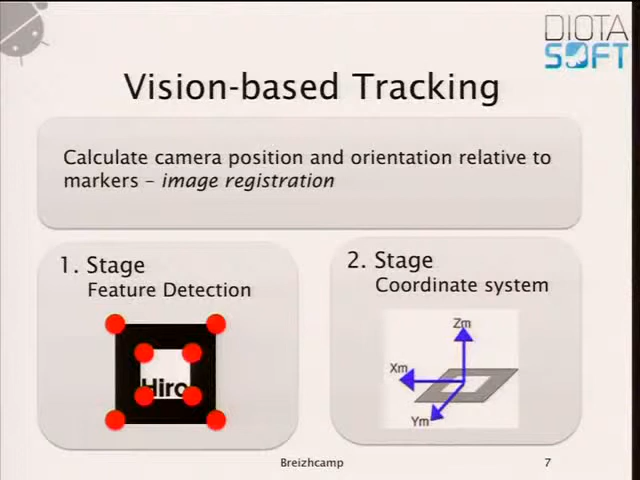 DIOTA
SOFT
Vision-based Tracking
Calculate camera position and orientation relative to
markers – image registration
1. Stage
Feature Detection
Hiro
2. Stage
Coordinate system
Zm
Xm
Ym
Breizhcamp
7